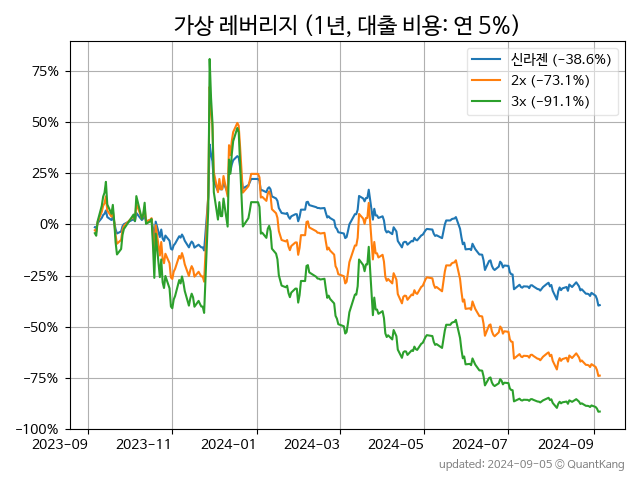 가상 레버리지 (1년, 대출 비용: 연 5%)
신라젠 (−38.6%)
2x (−73.1%)
3x (−91.1%)
75%
50%
25%
0%
−25%
−50%
−75%
−100%
2023-09 2023-11 2024-01 2024-03 2024-05 2024-07 2024-09
updated: 2024-09-05 © QuantKang